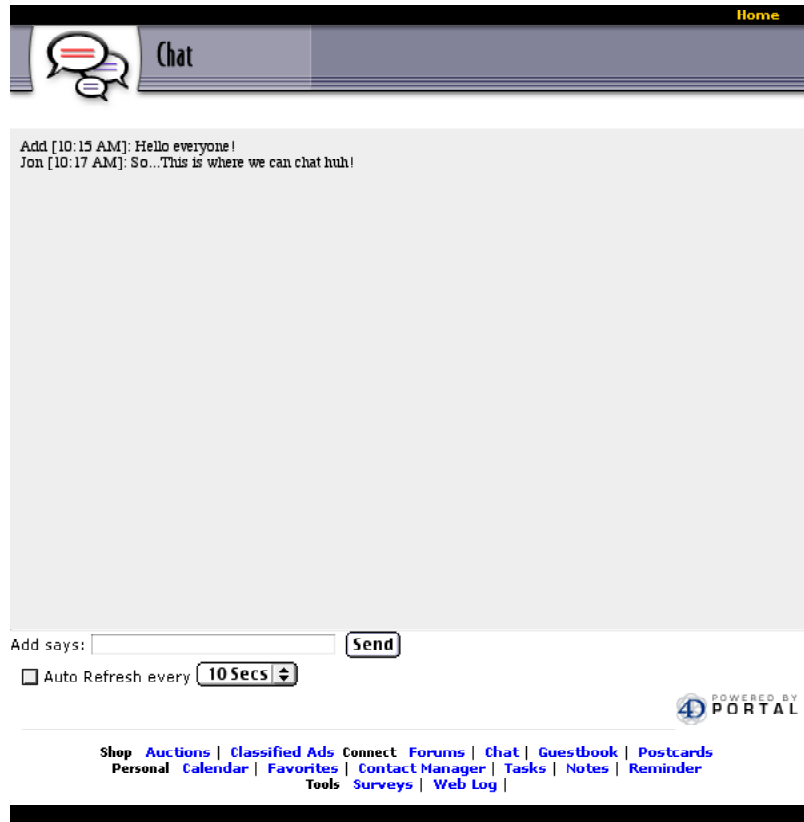 Home
Chat
Add [10:15 AM]: Hello everyone!
Jon [10:17 AM]: So...This is where we can chat huh!
Add says: Send
Auto Refresh every 10 Secs
4D POWERED BY
PORTAL
Shop Auctions | Classified Ads Connect Forums | Chat | Guestbook | Postcards
Personal Calendar | Favorites | Contact Manager | Tasks | Notes | Reminder
Tools Surveys | Web Log |